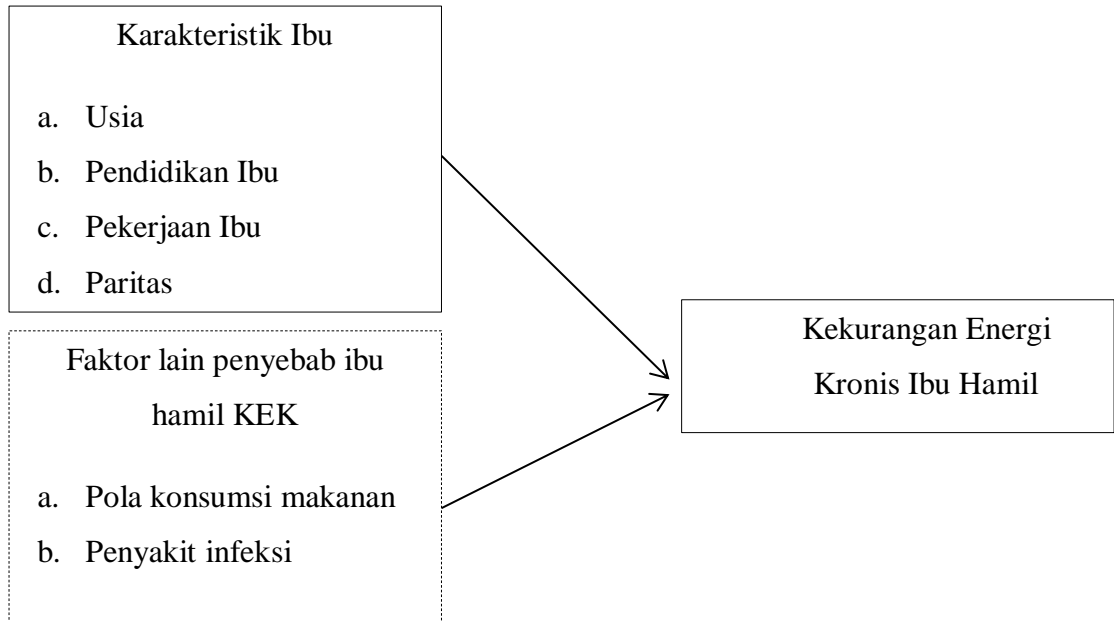 Karakteristik Ibu
a. Usia
b. Pendidikan Ibu
c. Pekerjaan Ibu
d. Paritas
Faktor lain penyebab ibu
hamil KEK
a. Pola konsumsi makanan
b. Penyakit infeksi
Kekurangan Energi
Kronis Ibu Hamil